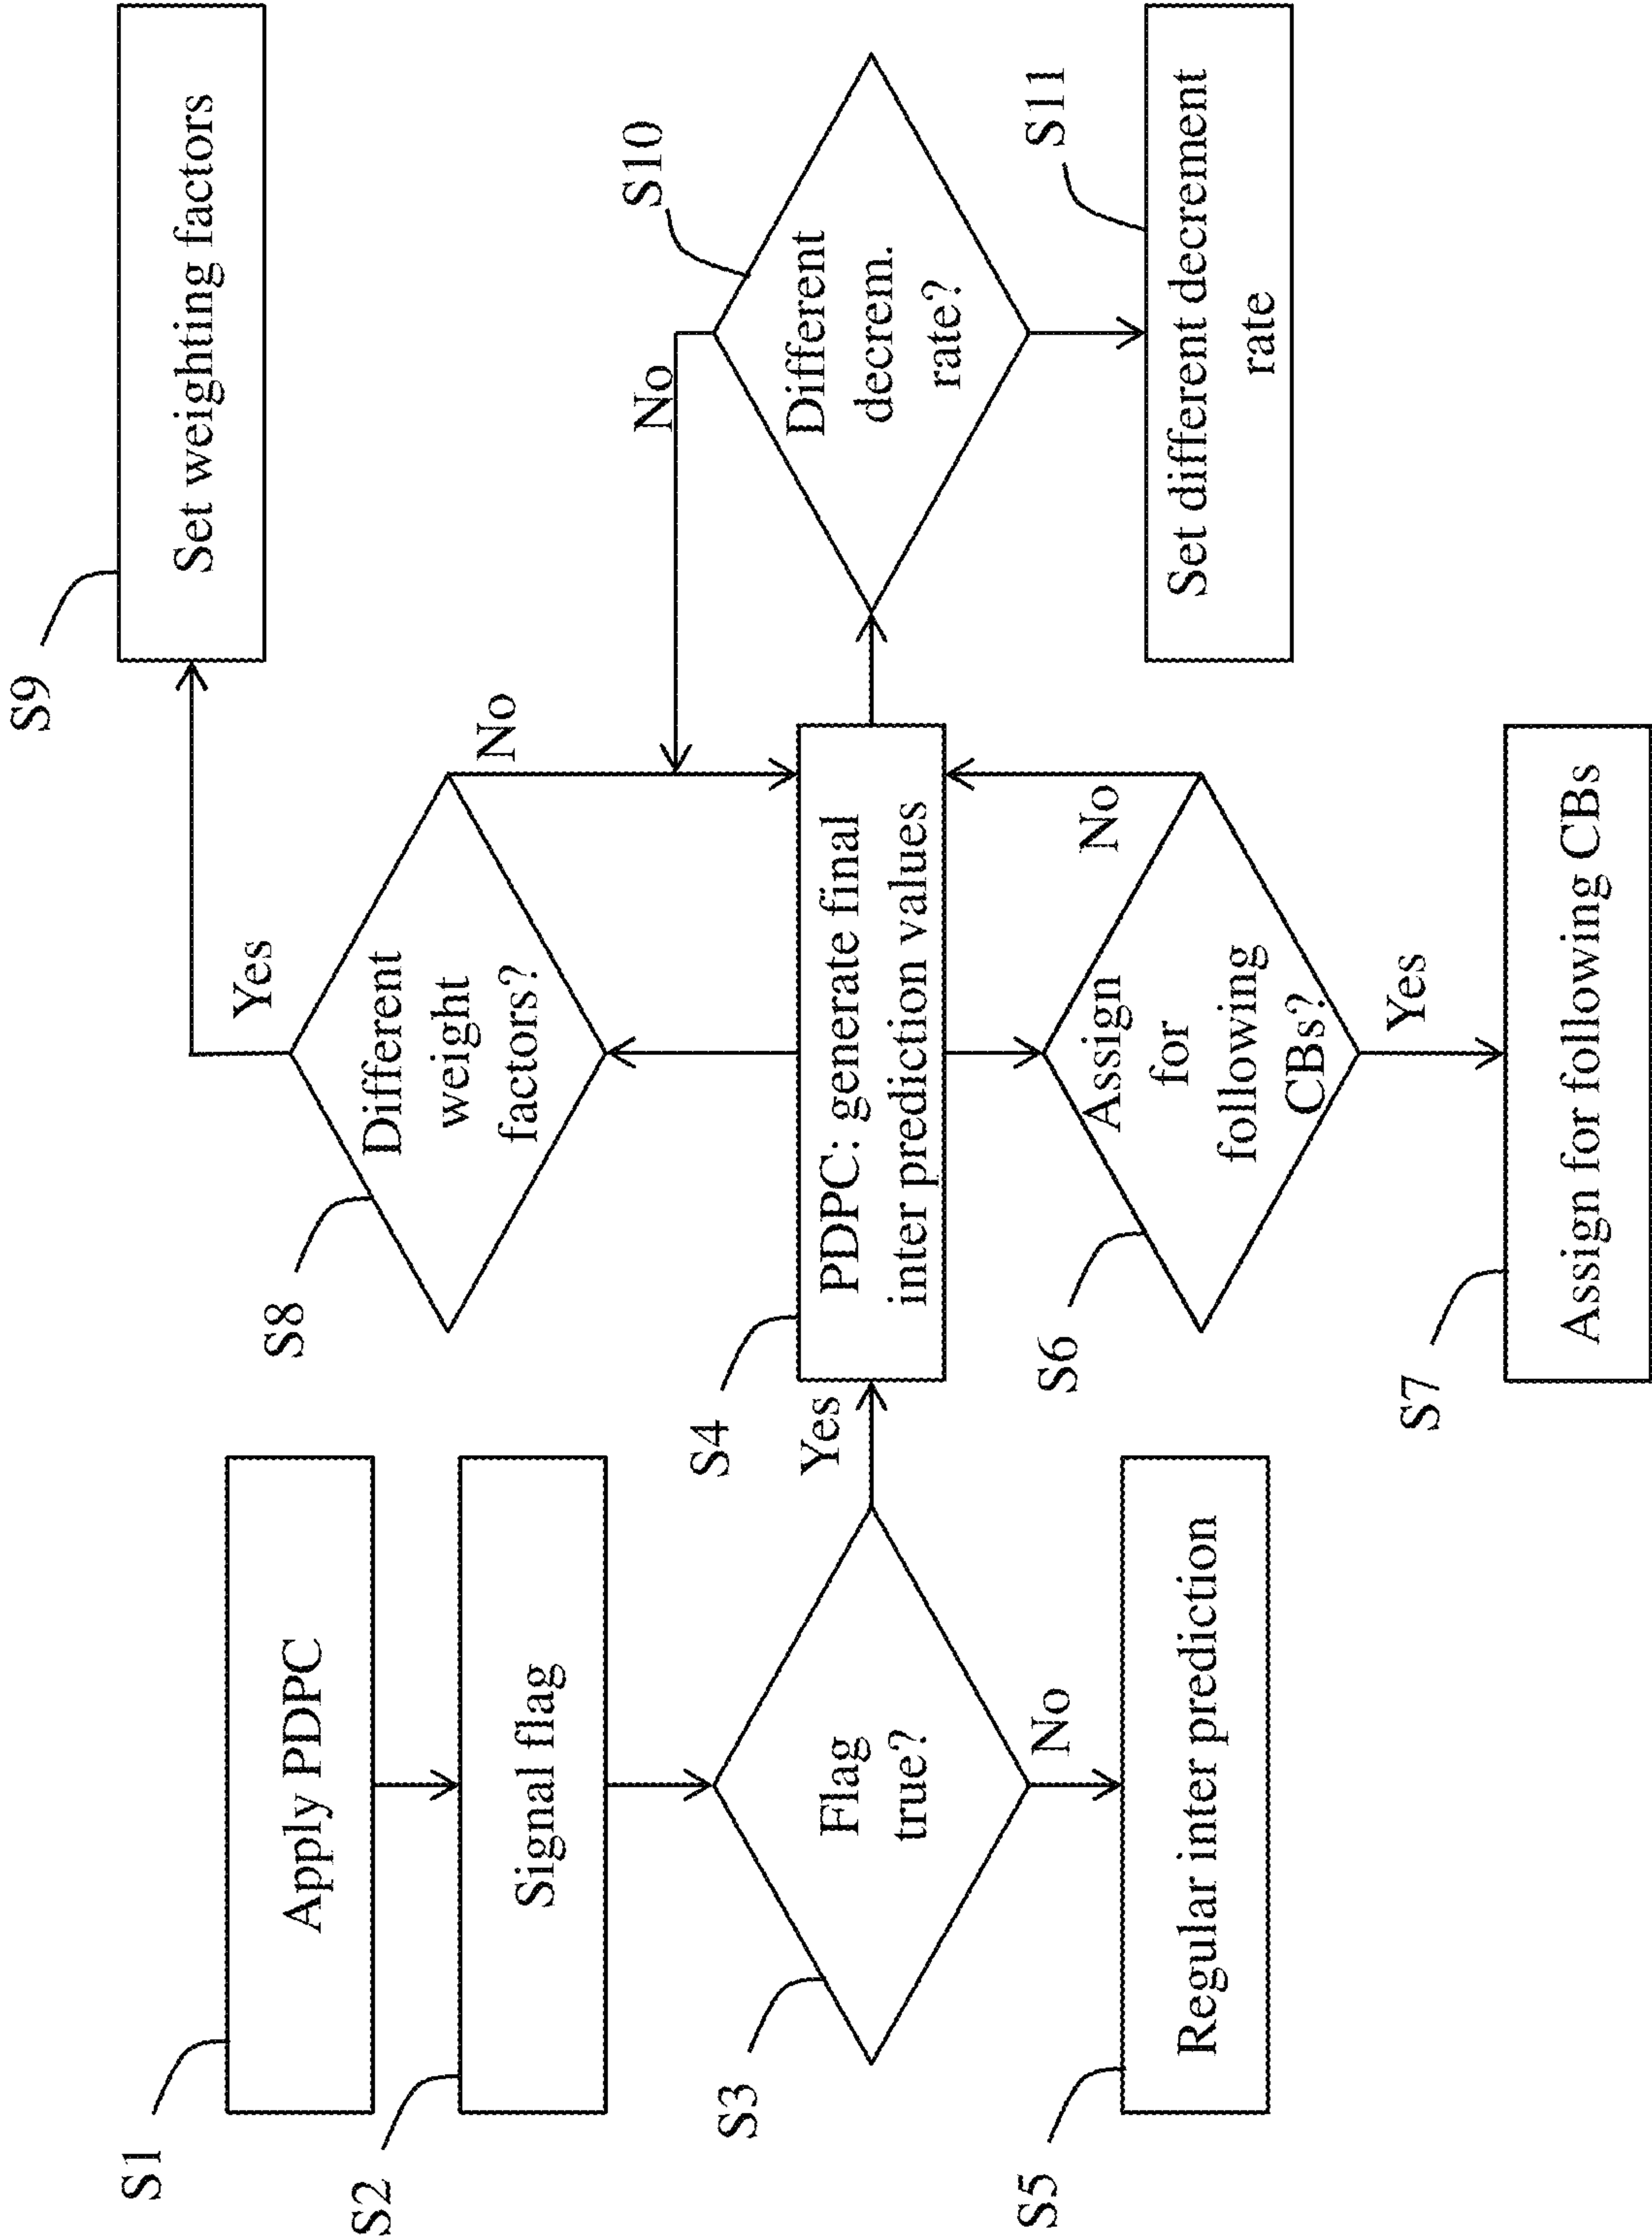 S1
Apply PDPC
S2
Signal flag
S3
Flag
true?
Yes
No
S5
Regular inter prediction
S8
Different
weight
factors?
Yes
No
S4
PDPC: generate final
inter prediction values
S6
Assign
for
following
CBs?
No
Yes
S7
Assign for following CBs
S9
Set weighting factors
No
S10
Different
decrem.
rate?
S11
Set different decrement
rate